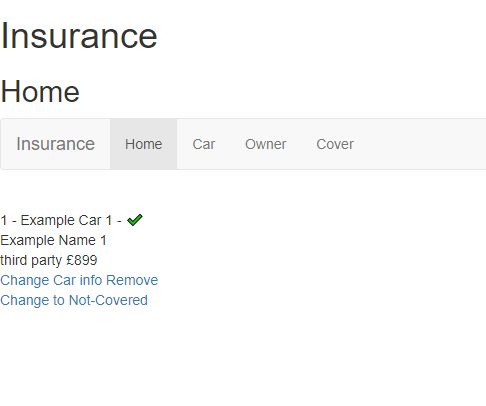 Insurance
Home
Insurance Home Car Owner Cover
1 - Example Car 1 -
Example Name 1
third party £899
Change Car info Remove
Change to Not-Covered